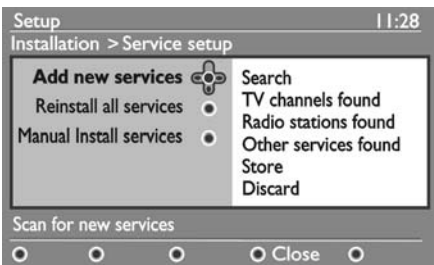 Setup 11:28
Installation > Service setup
Add new services
Reinstall all services
Manual Install services
Search
TV channels found
Radio stations found
Other services found
Store
Discard
Scan for new services
Close